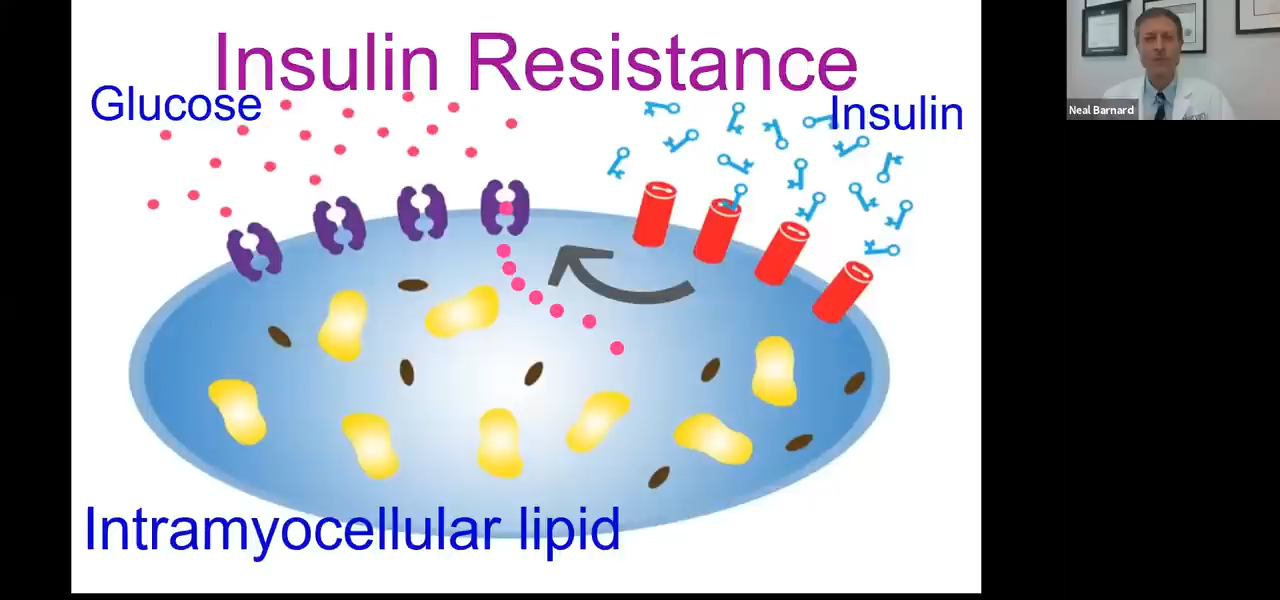 Insulin Resistance
Glucose
Insulin
Intramyocellular lipid
Neal Barnard